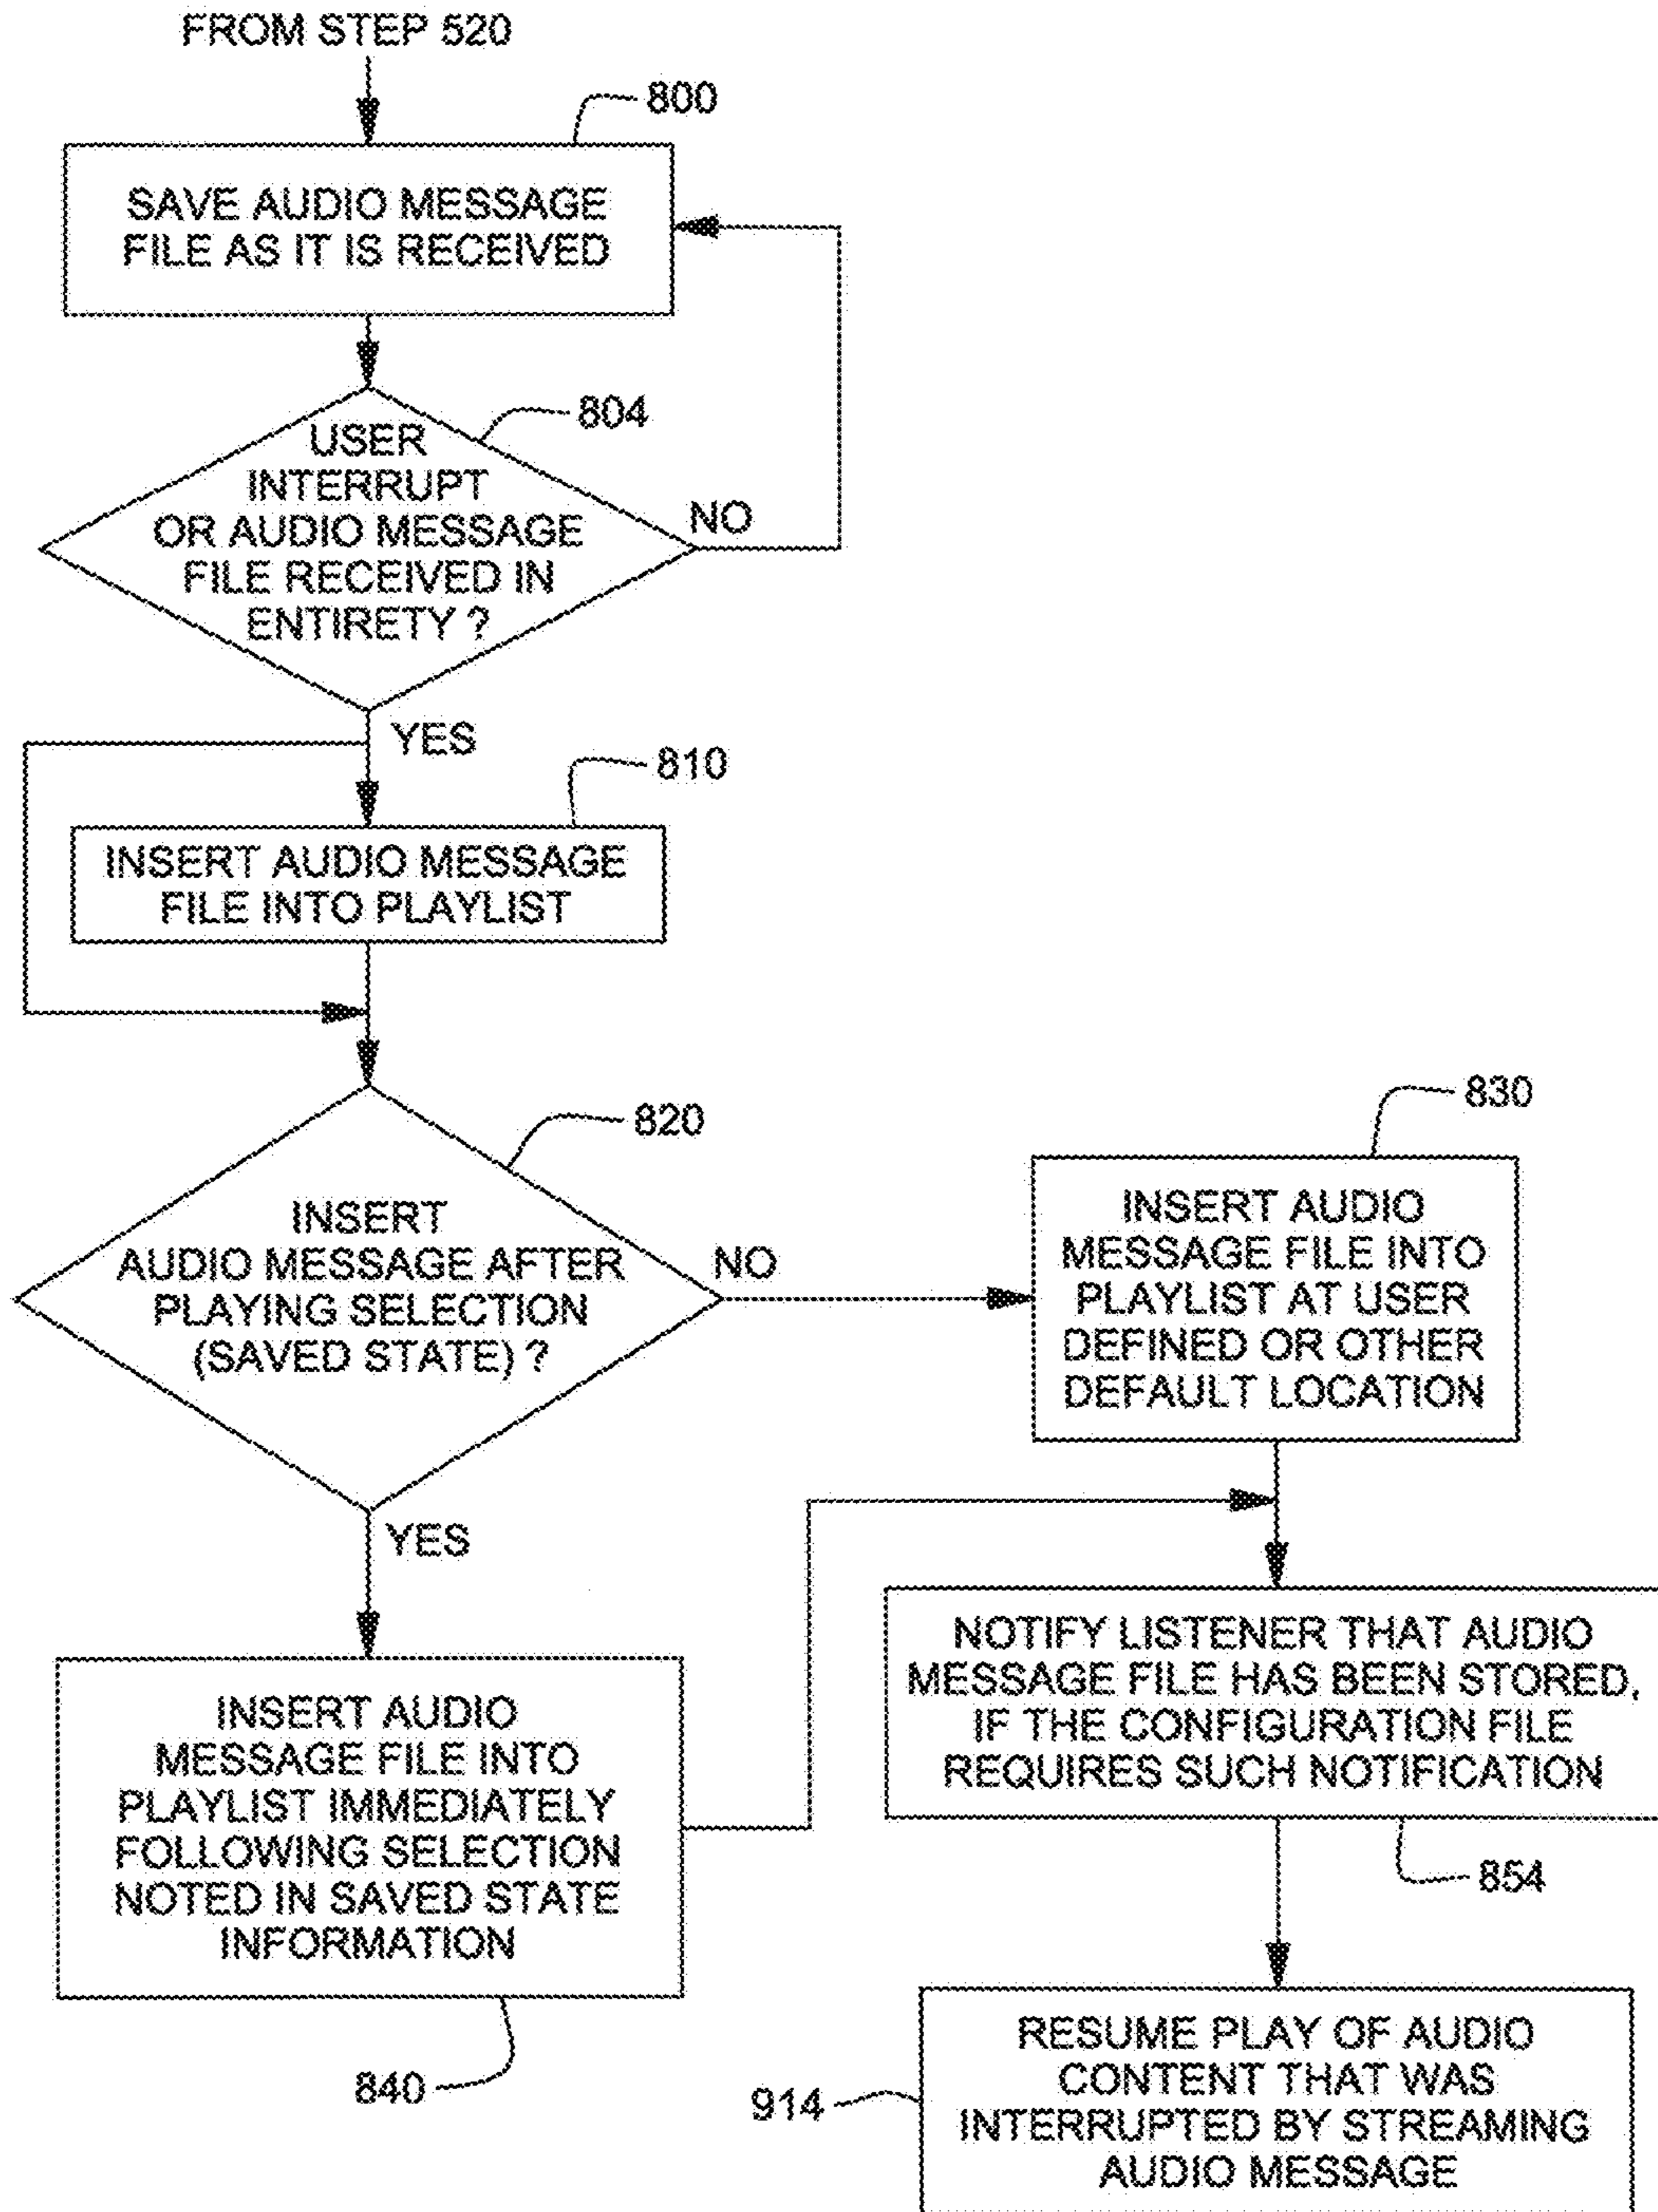 FROM STEP 520
800
SAVE AUDIO MESSAGE
FILE AS IT IS RECEIVED
804
USER
INTERRUPT
OR AUDIO MESSAGE
FILE RECEIVED IN
ENTIRETY ?
NO
YES
810
INSERT AUDIO MESSAGE
FILE INTO PLAYLIST
820
INSERT
AUDIO MESSAGE AFTER
PLAYING SELECTION
(SAVED STATE) ?
NO
YES
830
INSERT AUDIO
MESSAGE FILE INTO
PLAYLIST AT USER
DEFINED OR OTHER
DEFAULT LOCATION
INSERT AUDIO
MESSAGE FILE INTO
PLAYLIST IMMEDIATELY
FOLLOWING SELECTION
NOTED IN SAVED STATE
INFORMATION
840
NOTIFY LISTENER THAT AUDIO
MESSAGE FILE HAS BEEN STORED,
IF THE CONFIGURATION FILE
REQUIRES SUCH NOTIFICATION
854
914
RESUME PLAY OF AUDIO
CONTENT THAT WAS
INTERRUPTED BY STREAMING
AUDIO MESSAGE